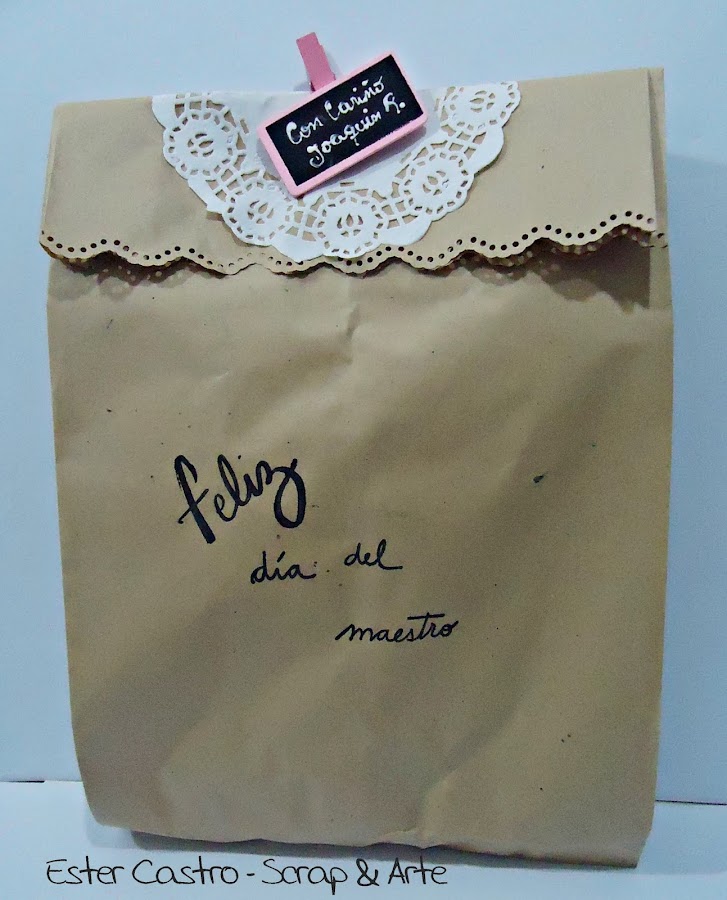 Con Cariño
Joaquin R.
feliz
día del
maestro
Ester Castro - Scrap & Arte